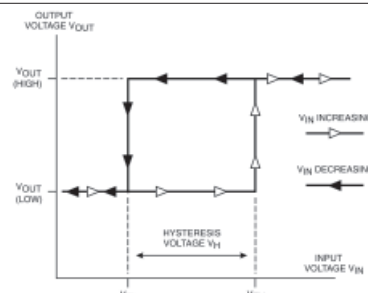 OUTPUT
VOLTAGE VOUT
VOUT
(HIGH)
VIN INCREASIN
VIN DECREASIN
VOUT
(LOW)
HYSTERESIS
VOLTAGE VH
INPUT
VOLTAGE VIN